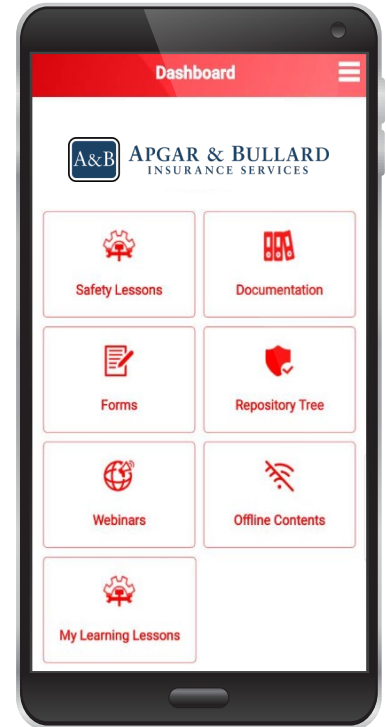 Dashboard
A&B APGAR & BULLARD
INSURANCE SERVICES
Safety Lessons
Documentation
Forms
Repository Tree
Webinars
Offline Contents
My Learning Lessons